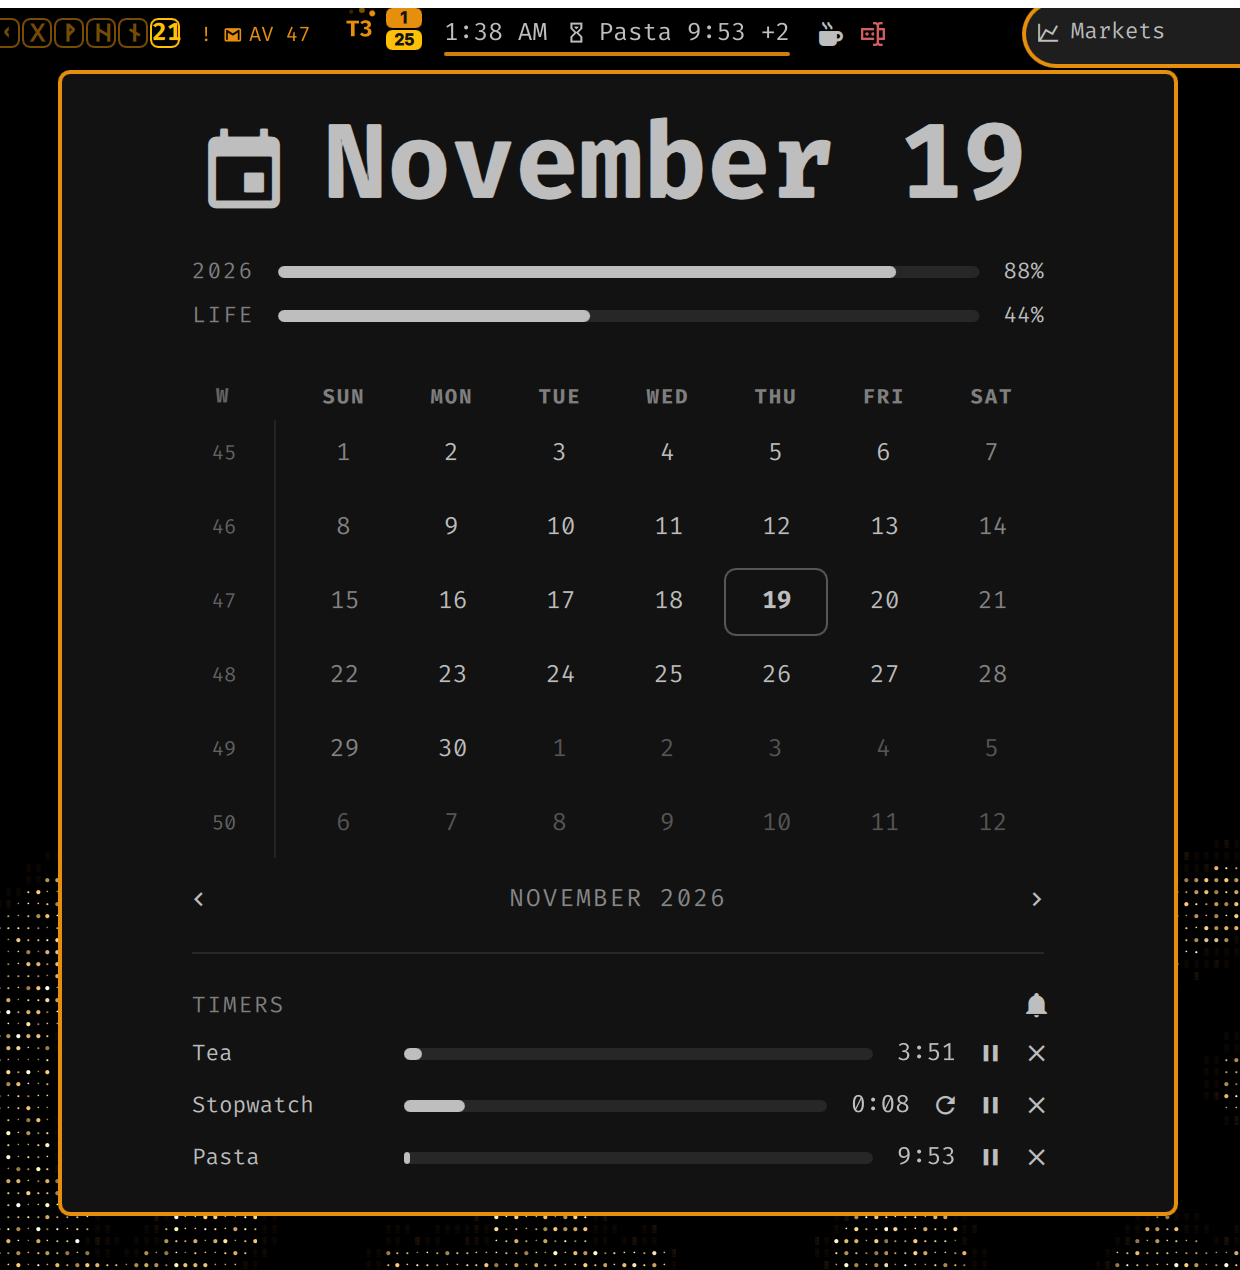 21 ! AV 47 T3 1 25 1:38 AM Pasta 9:53 +2 Markets
November 19
2026 88%
LIFE 44%
W SUN MON TUE WED THU FRI SAT
45 1 2 3 4 5 6 7
46 8 9 10 11 12 13 14
47 15 16 17 18 19 20 21
48 22 23 24 25 26 27 28
49 29 30 1 2 3 4 5
50 6 7 8 9 10 11 12
‹ NOVEMBER 2026 ›
TIMERS
Tea 3:51
Stopwatch 0:08
Pasta 9:53